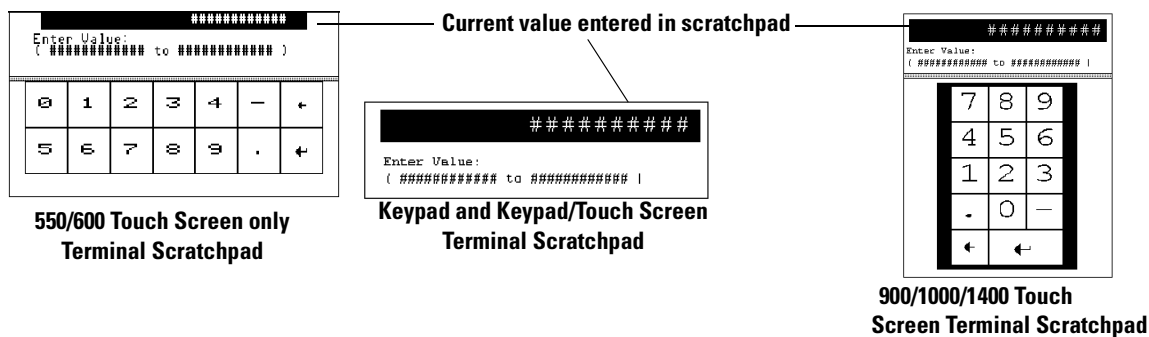 ############
Enter Value:
( ############ to ############ )
0 1 2 3 4 – ←
5 6 7 8 9 . ↵
550/600 Touch Screen only
Terminal Scratchpad
Current value entered in scratchpad
##########
Enter Value:
( ############ to ############ |
Keypad and Keypad/Touch Screen
Terminal Scratchpad
##########
Enter Value:
( ############ to ############ |
7 8 9
4 5 6
1 2 3
. 0 –
← ↵
900/1000/1400 Touch
Screen Terminal Scratchpad